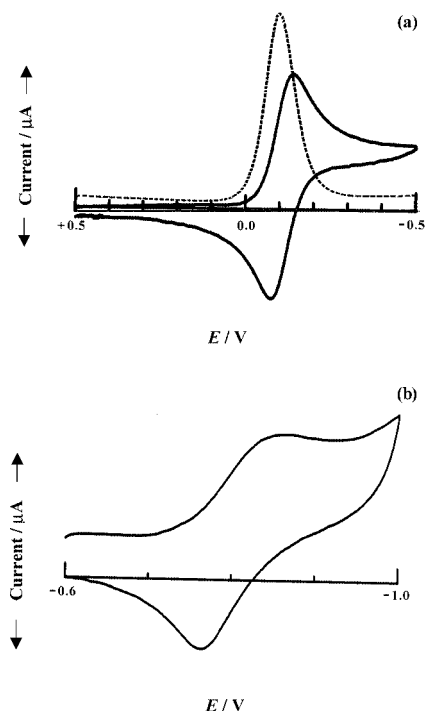 (a)
← Current / μA →
+0.5 0.0 −0.5
E / V
(b)
← Current / μA →
−0.6 −1.0
E / V